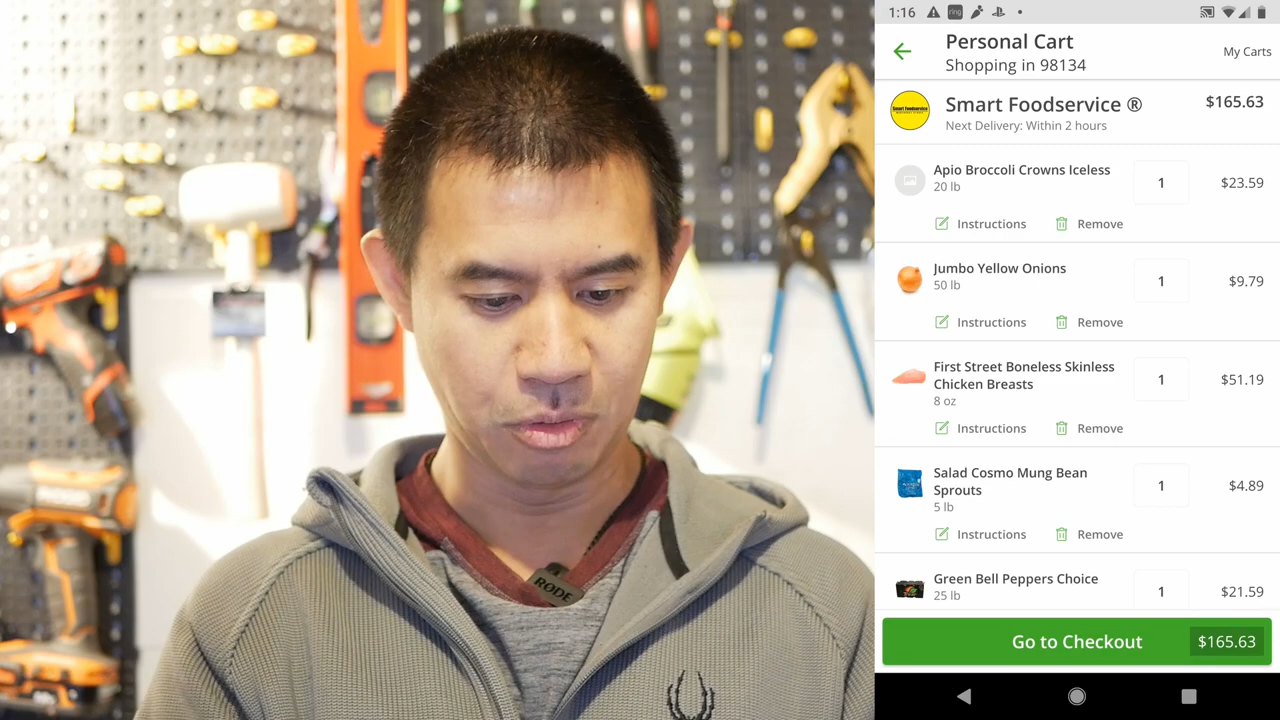 1:16
ring
Personal Cart
My Carts
Shopping in 98134
Smart Foodservice ®
$165.63
Next Delivery: Within 2 hours
Apio Broccoli Crowns Iceless
20 lb
1
$23.59
Instructions
Remove
Jumbo Yellow Onions
50 lb
1
$9.79
Instructions
Remove
First Street Boneless Skinless
Chicken Breasts
8 oz
1
$51.19
Instructions
Remove
Salad Cosmo Mung Bean
Sprouts
5 lb
1
$4.89
Instructions
Remove
Green Bell Peppers Choice
25 lb
1
$21.59
Go to Checkout
$165.63
RØDE
RIDGID